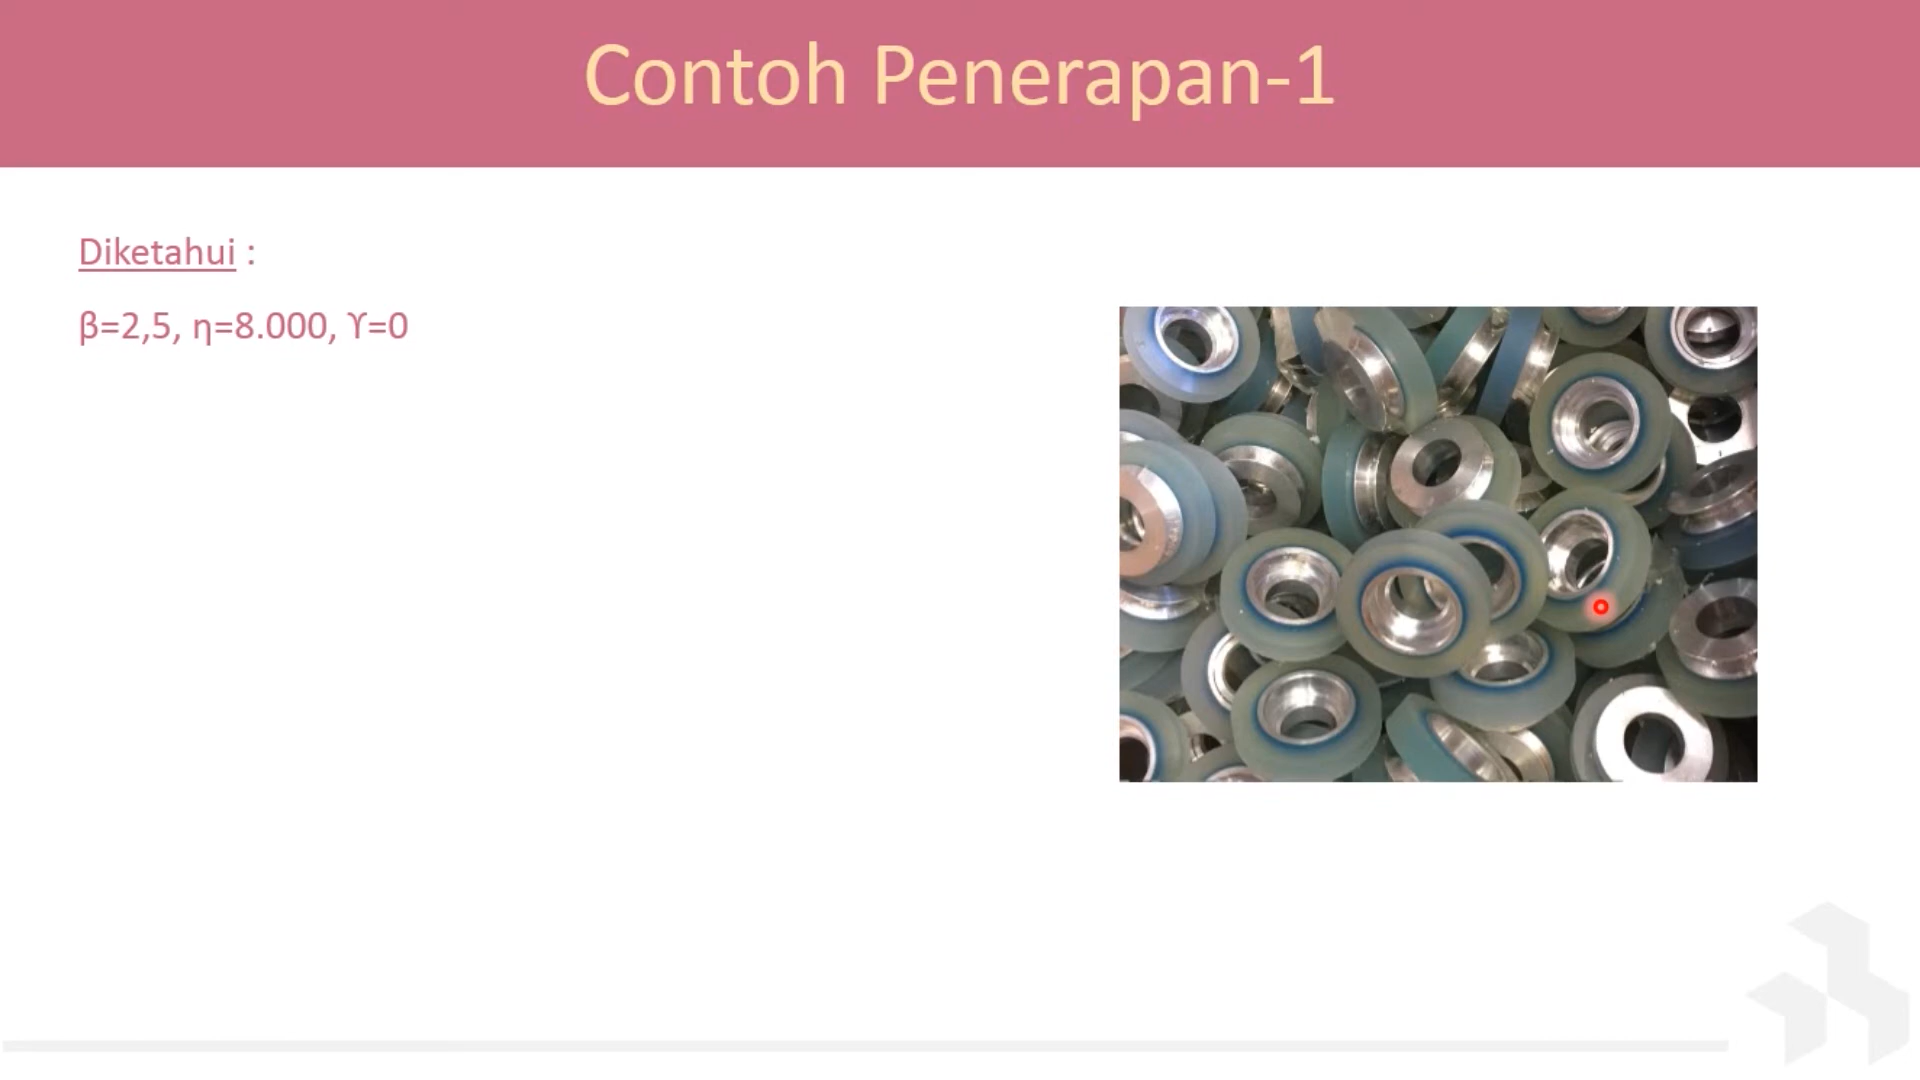 Contoh Penerapan-1
Diketahui :
β=2,5, η=8.000, ϒ=0